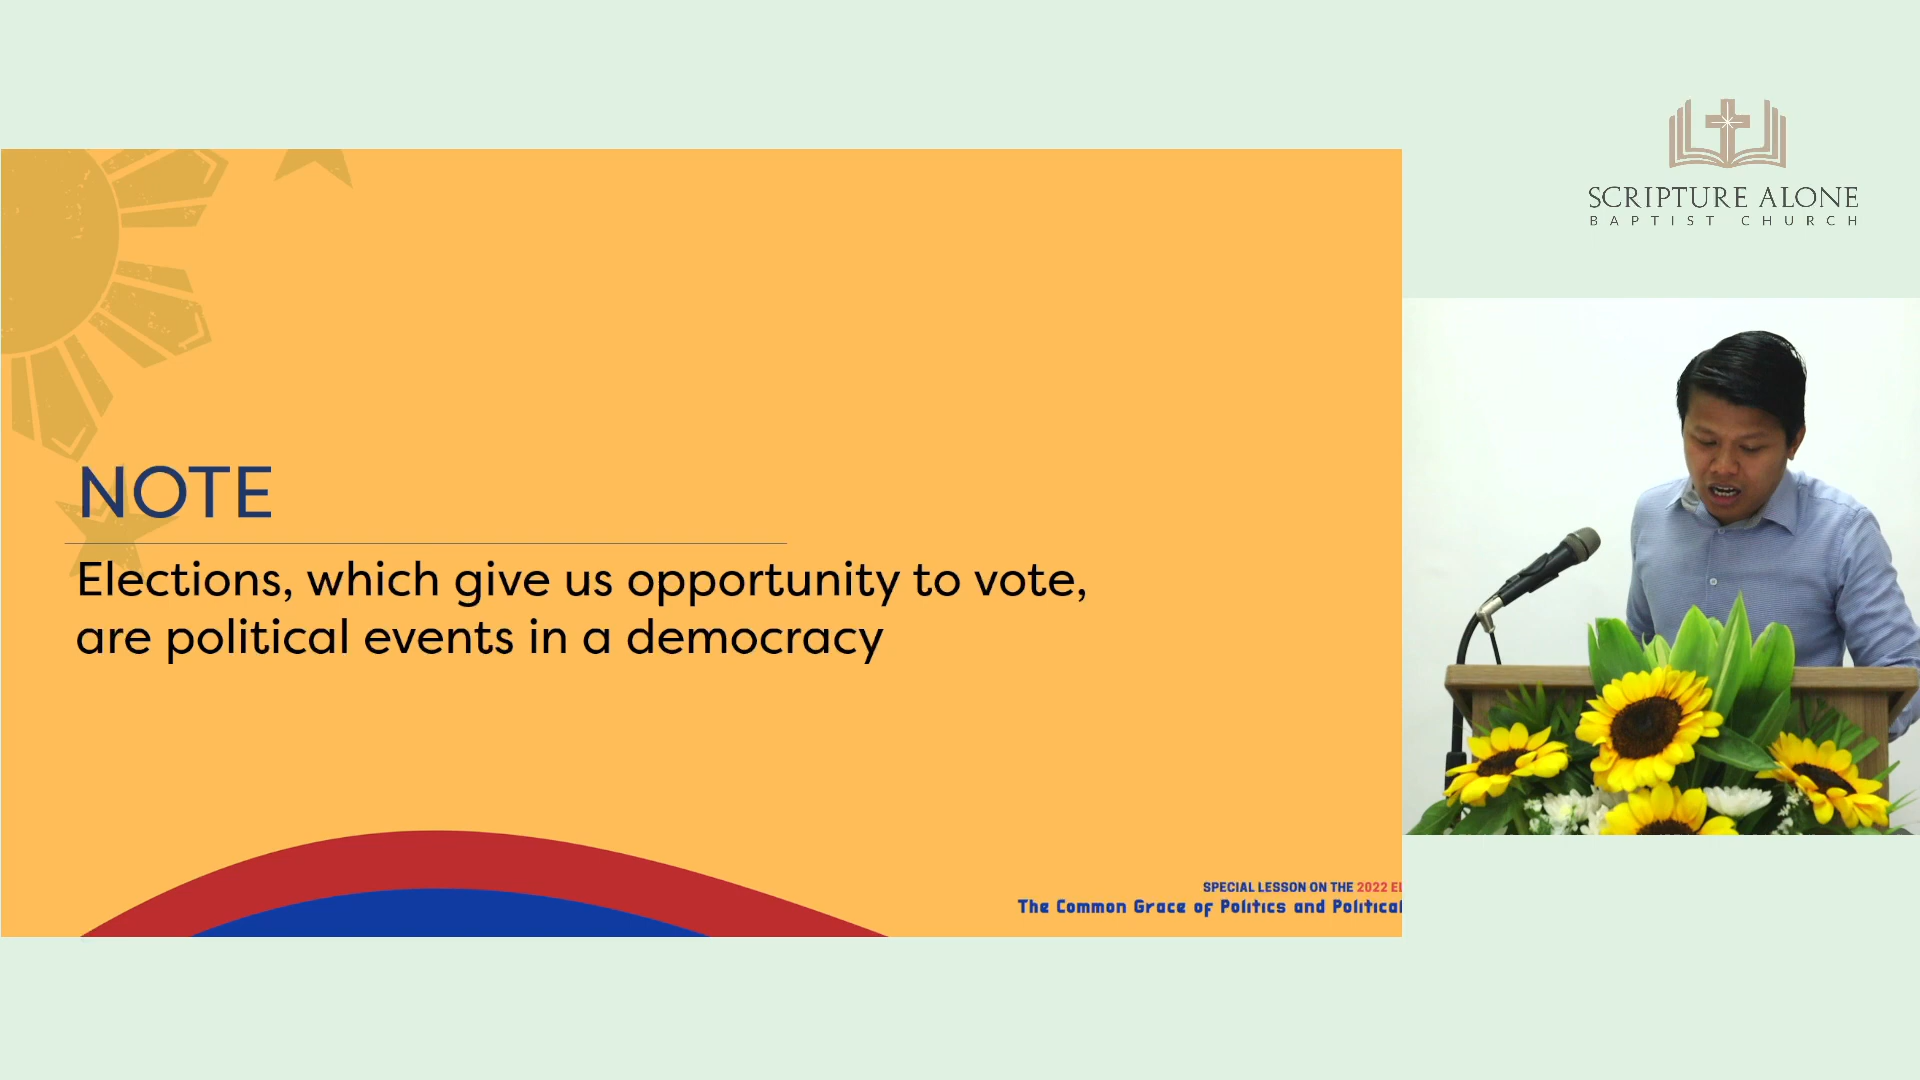 SCRIPTURE ALONE
BAPTIST CHURCH
NOTE
Elections, which give us opportunity to vote,
are political events in a democracy
SPECIAL LESSON ON THE 2022
The Common Grace of Politics and Political